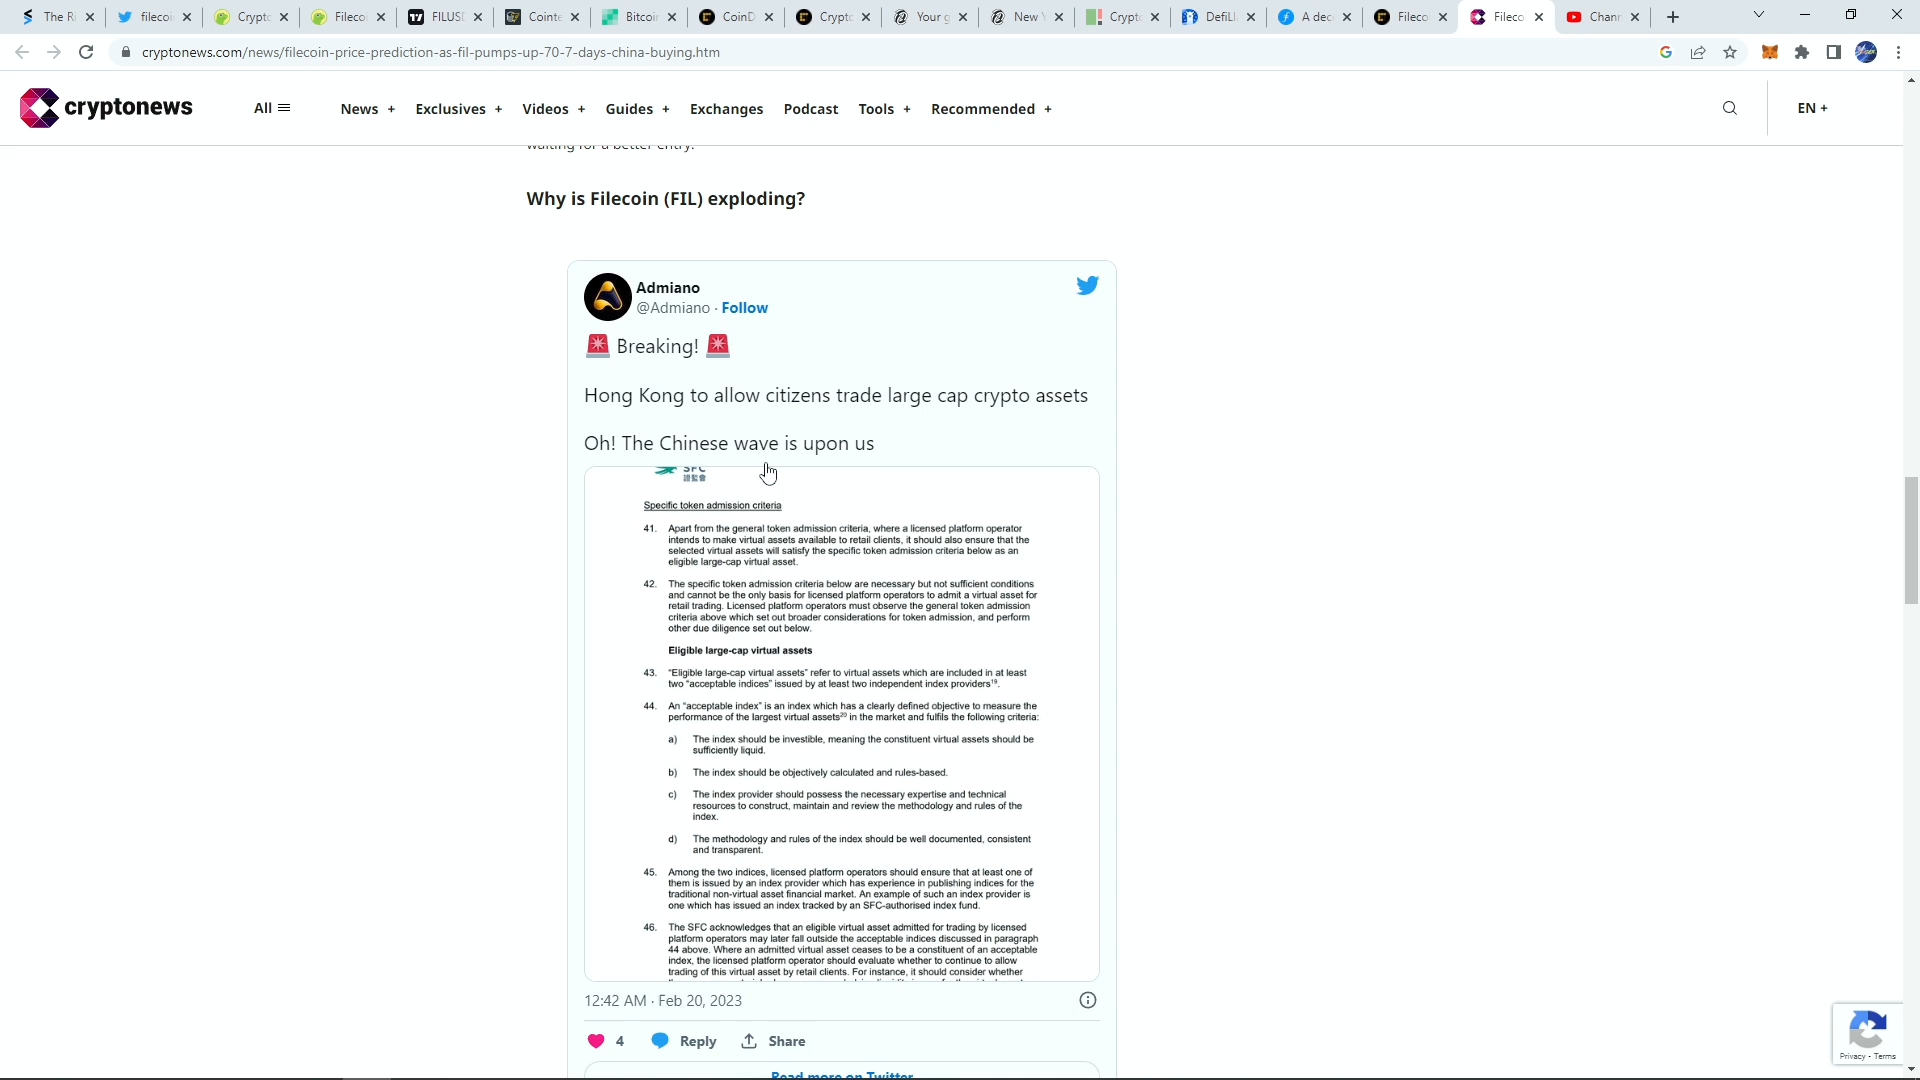 The R
filecoi
Crypto
Fileco
FILUSD
Cointe
Bitcoin
CoinD
Crypto
Your g
New Y
Crypto
DefiLl
A dec
Fileco
Fileco
Chann
cryptonews.com/news/filecoin-price-prediction-as-fil-pumps-up-70-7-days-china-buying.htm
cryptonews
All
News +
Exclusives +
Videos +
Guides +
Exchanges
Podcast
Tools +
Recommended +
EN +
waiting for a better entry.
Why is Filecoin (FIL) exploding?
Admiano
@Admiano · Follow
🚨 Breaking! 🚨
Hong Kong to allow citizens trade large cap crypto assets
Oh! The Chinese wave is upon us
SFC
證監會
Specific token admission criteria
41. Apart from the general token admission criteria, where a licensed platform operator
intends to make virtual assets available to retail clients, it should also ensure that the
selected virtual assets will satisfy the specific token admission criteria below as an
eligible large-cap virtual asset.
42. The specific token admission criteria below are necessary but not sufficient conditions
and cannot be the only basis for licensed platform operators to admit a virtual asset for
retail trading. Licensed platform operators must observe the general token admission
criteria above which set out broader considerations for token admission, and perform
other due diligence set out below.
Eligible large-cap virtual assets
43. "Eligible large-cap virtual assets" refer to virtual assets which are included in at least
two "acceptable indices" issued by at least two independent index providers¹⁹.
44. An "acceptable index" is an index which has a clearly defined objective to measure the
performance of the largest virtual assets²⁰ in the market and fulfils the following criteria:
a) The index should be investible, meaning the constituent virtual assets should be
sufficiently liquid.
b) The index should be objectively calculated and rules-based.
c) The index provider should possess the necessary expertise and technical
resources to construct, maintain and review the methodology and rules of the
index.
d) The methodology and rules of the index should be well documented, consistent
and transparent.
45. Among the two indices, licensed platform operators should ensure that at least one of
them is issued by an index provider which has experience in publishing indices for the
traditional non-virtual asset financial market. An example of such an index provider is
one which has issued an index tracked by an SFC-authorised index fund.
46. The SFC acknowledges that an eligible virtual asset admitted for trading by licensed
platform operators may later fall outside the acceptable indices discussed in paragraph
44 above. Where an admitted virtual asset ceases to be a constituent of an acceptable
index, the licensed platform operator should evaluate whether to continue to allow
trading of this virtual asset by retail clients. For instance, it should consider whether
12:42 AM · Feb 20, 2023
4
Reply
Share
Read more on Twitter
Privacy - Terms